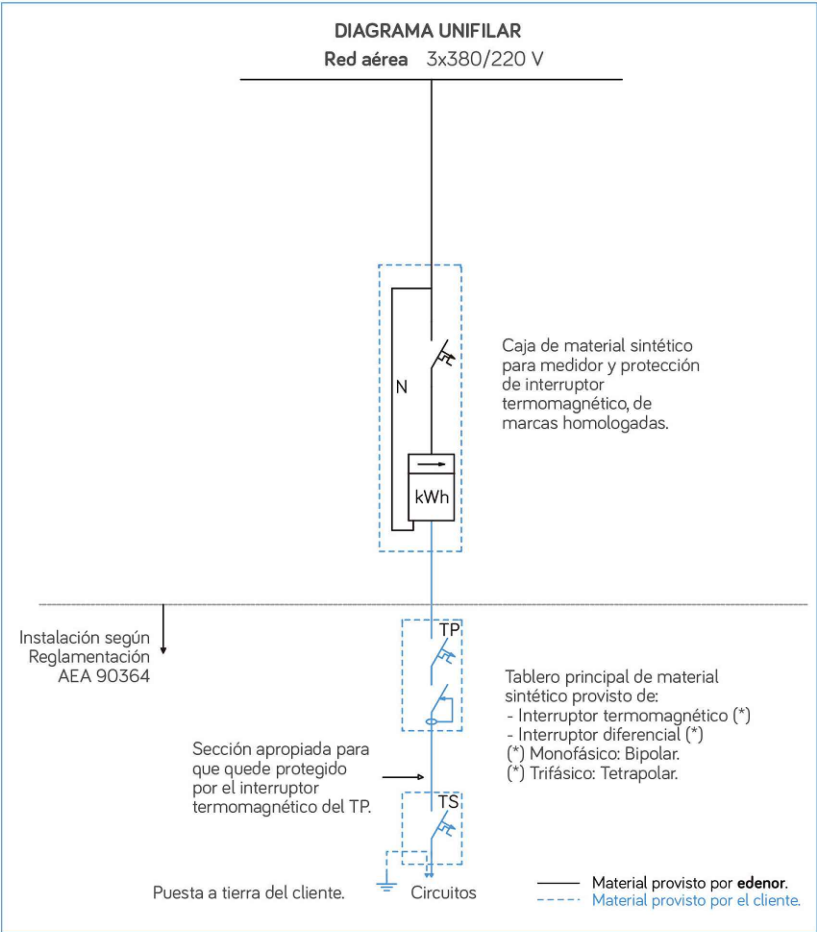 DIAGRAMA UNIFILAR
Red aérea 3x380/220 V
Caja de material sintético
para medidor y protección
de interruptor
termomagnético, de
marcas homologadas.
N
kWh
Instalación según
Reglamentación
AEA 90364
TP
Tablero principal de material
sintético provisto de:
- Interruptor termomagnético (*)
- Interruptor diferencial (*)
(*) Monofásico: Bipolar.
(*) Trifásico: Tetrapolar.
Sección apropiada para
que quede protegido
por el interruptor
termomagnético del TP.
TS
Puesta a tierra del cliente.
Circuitos
Material provisto por edenor.
Material provisto por el cliente.